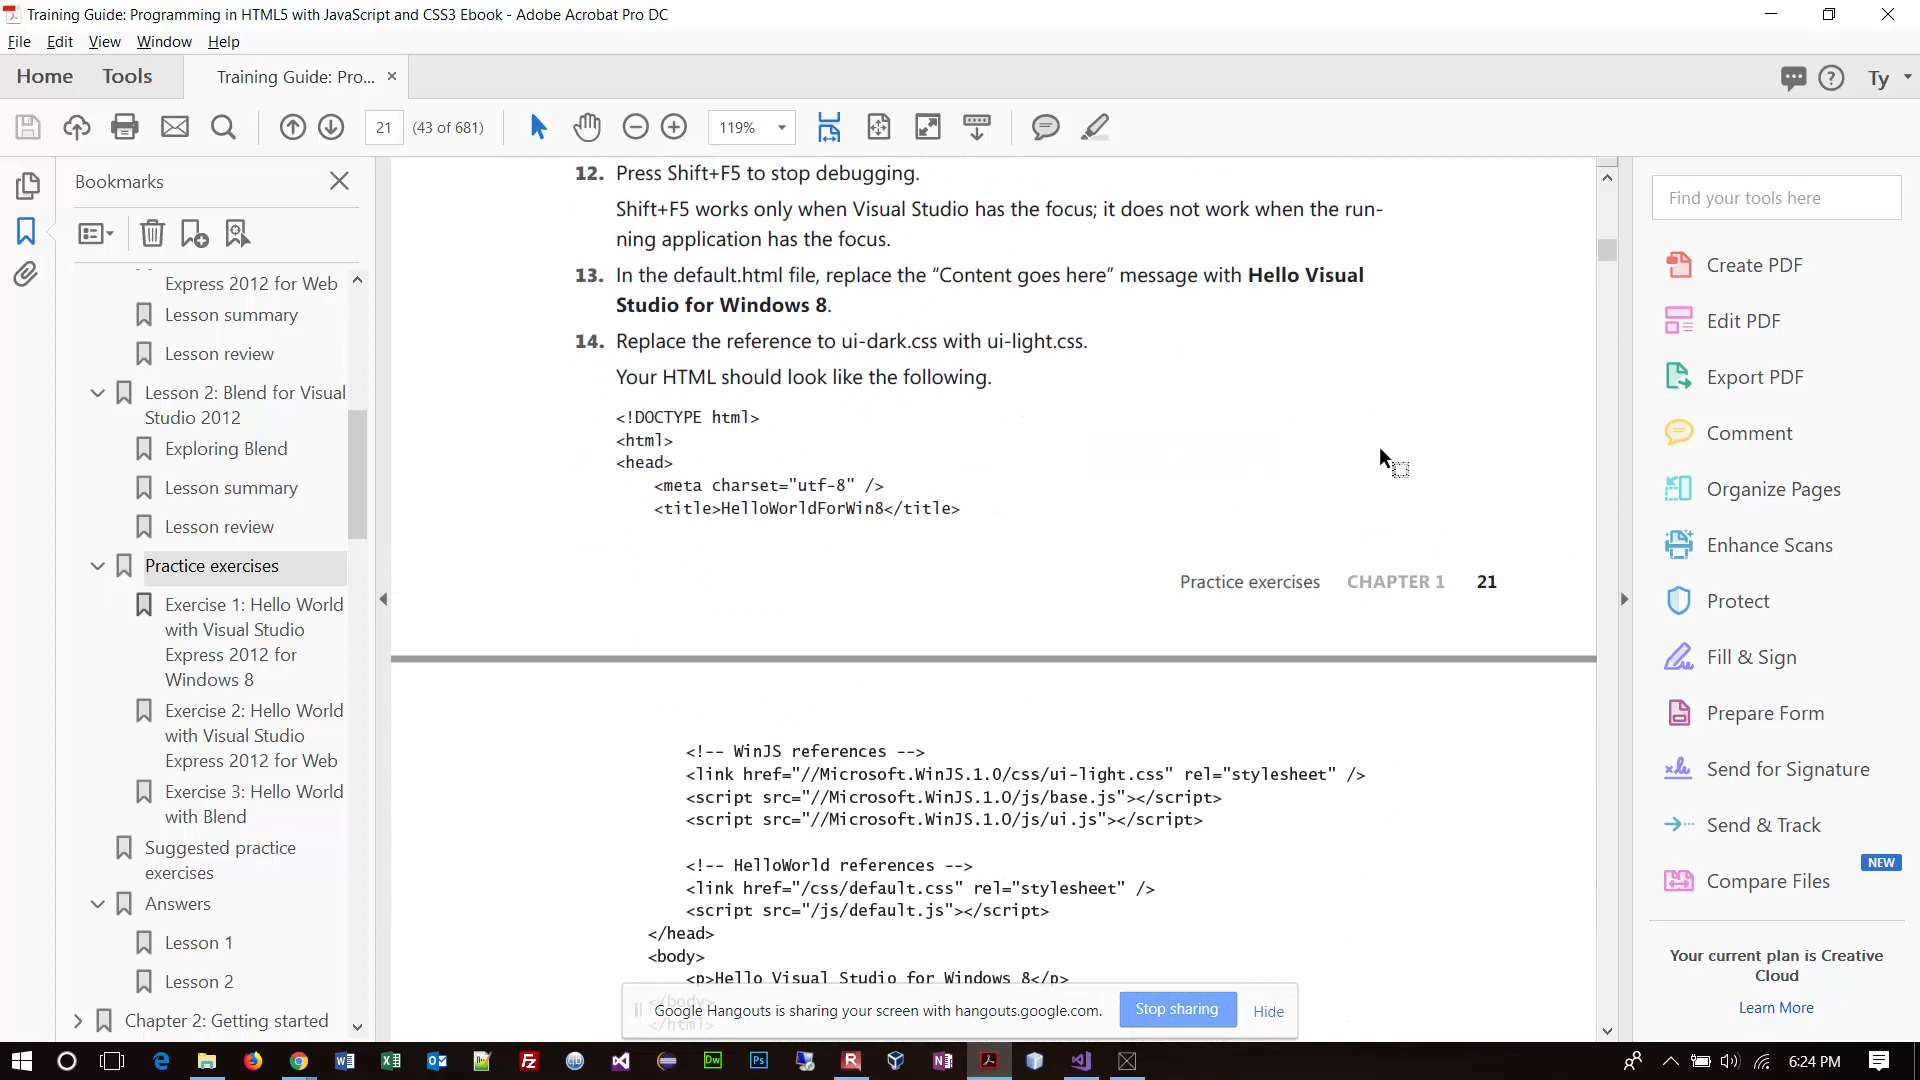 Training Guide: Programming in HTML5 with JavaScript and CSS3 Ebook - Adobe Acrobat Pro DC
File Edit View Window Help
Home Tools Training Guide: Pro... × Ty
21 (43 of 681) 119%
Bookmarks
Express 2012 for Web
Lesson summary
Lesson review
Lesson 2: Blend for Visual
Studio 2012
Exploring Blend
Lesson summary
Lesson review
Practice exercises
Exercise 1: Hello World
with Visual Studio
Express 2012 for
Windows 8
Exercise 2: Hello World
with Visual Studio
Express 2012 for Web
Exercise 3: Hello World
with Blend
Suggested practice
exercises
Answers
Lesson 1
Lesson 2
Chapter 2: Getting started
12. Press Shift+F5 to stop debugging.
Shift+F5 works only when Visual Studio has the focus; it does not work when the run-
ning application has the focus.
13. In the default.html file, replace the “Content goes here” message with Hello Visual
Studio for Windows 8.
14. Replace the reference to ui-dark.css with ui-light.css.
Your HTML should look like the following.
<!DOCTYPE html>
<html>
<head>
<meta charset="utf-8" />
<title>HelloWorldForWin8</title>
Practice exercises CHAPTER 1 21
<!-- WinJS references -->
<link href="//Microsoft.WinJS.1.0/css/ui-light.css" rel="stylesheet" />
<script src="//Microsoft.WinJS.1.0/js/base.js"></script>
<script src="//Microsoft.WinJS.1.0/js/ui.js"></script>
<!-- HelloWorld references -->
<link href="/css/default.css" rel="stylesheet" />
<script src="/js/default.js"></script>
</head>
<body>
<p>Hello Visual Studio for Windows 8</p>
</body>
</html>
Google Hangouts is sharing your screen with hangouts.google.com. Stop sharing Hide
Find your tools here
Create PDF
Edit PDF
Export PDF
Comment
Organize Pages
Enhance Scans
Protect
Fill & Sign
Prepare Form
Send for Signature
Send & Track
NEW
Compare Files
Your current plan is Creative
Cloud
Learn More
6:24 PM